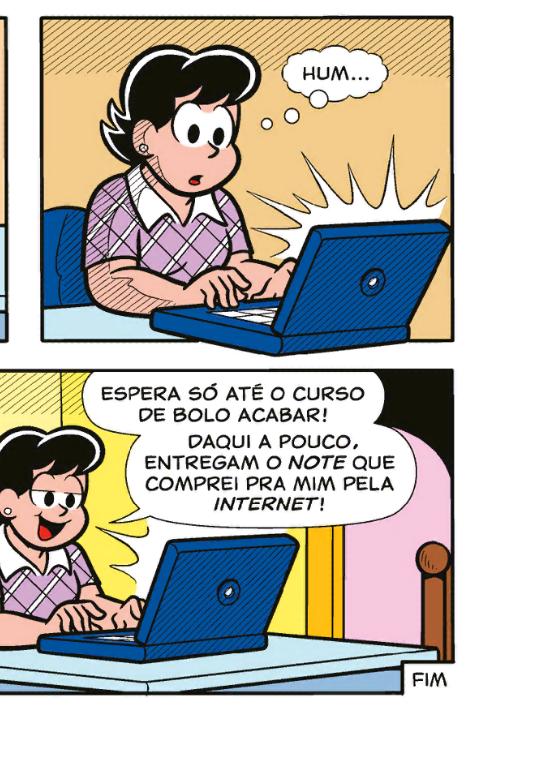 HUM...
ESPERA SÓ ATÉ O CURSO
DE BOLO ACABAR!
DAQUI A POUCO,
ENTREGAM O NOTE QUE
COMPREI PRA MIM PELA
INTERNET!
FIM